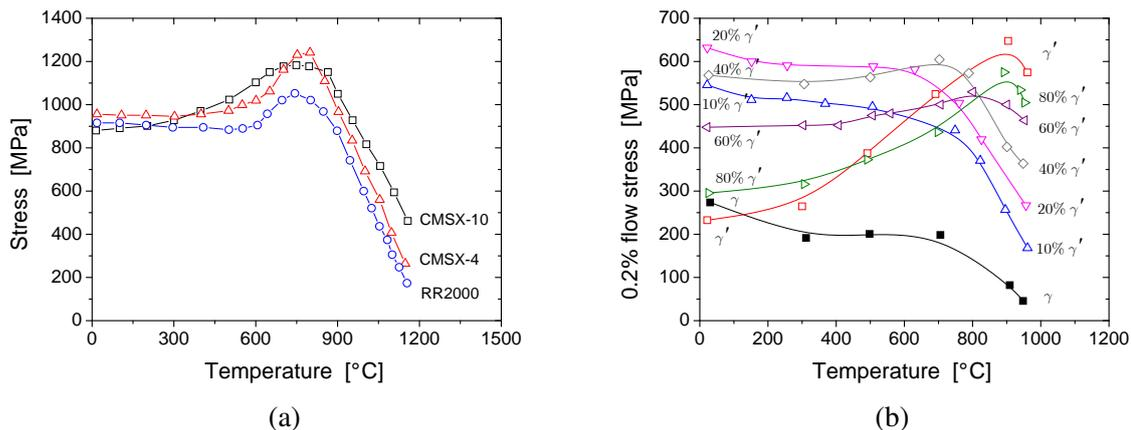 1400
1200
1000
800
600
400
200
0
0
300
600
900
1200
1500
Stress [MPa]
Temperature [°C]
CMSX-10
CMSX-4
RR2000
(a)
700
600
500
400
300
200
100
0
0
200
400
600
800
1000
1200
0.2% flow stress [MPa]
Temperature [°C]
20% γ′
40% γ′
10% γ′
60% γ′
80% γ′
γ
γ′
γ′
80% γ′
60% γ′
40% γ′
20% γ′
10% γ′
γ
(b)